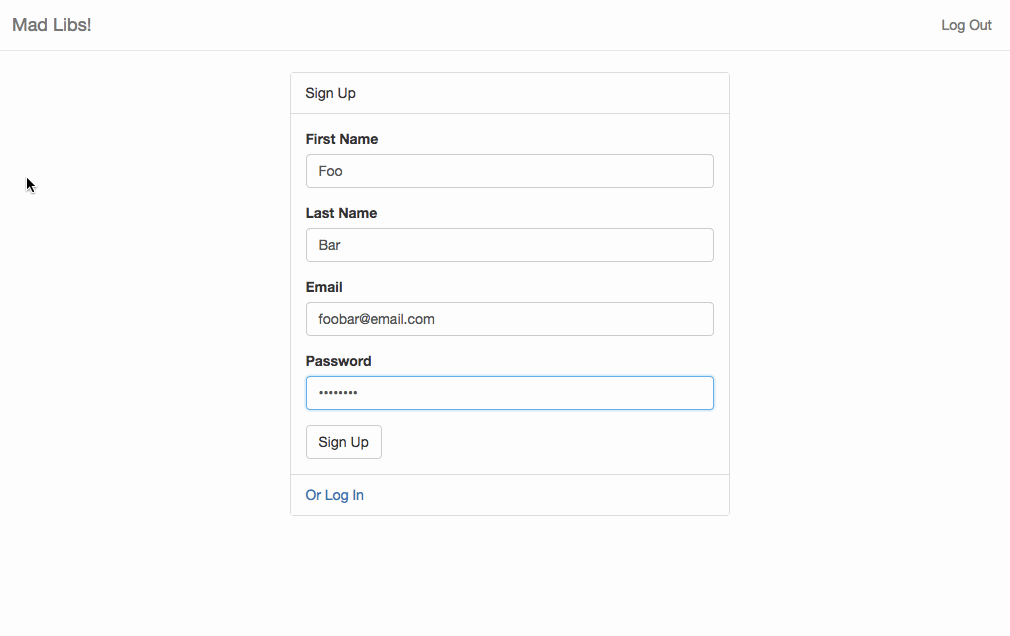 Mad Libs!
Log Out
Sign Up
First Name
Foo
Last Name
Bar
Email
foobar@email.com
Password
••••••••
Sign Up
Or Log In